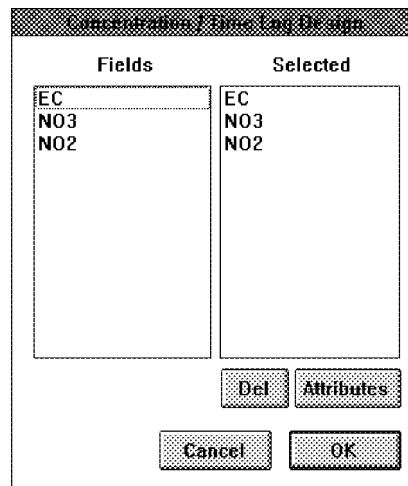 Concentration / Time Log Design
Fields Selected
EC EC
NO3 NO3
NO2 NO2
Del Attributes
Cancel OK